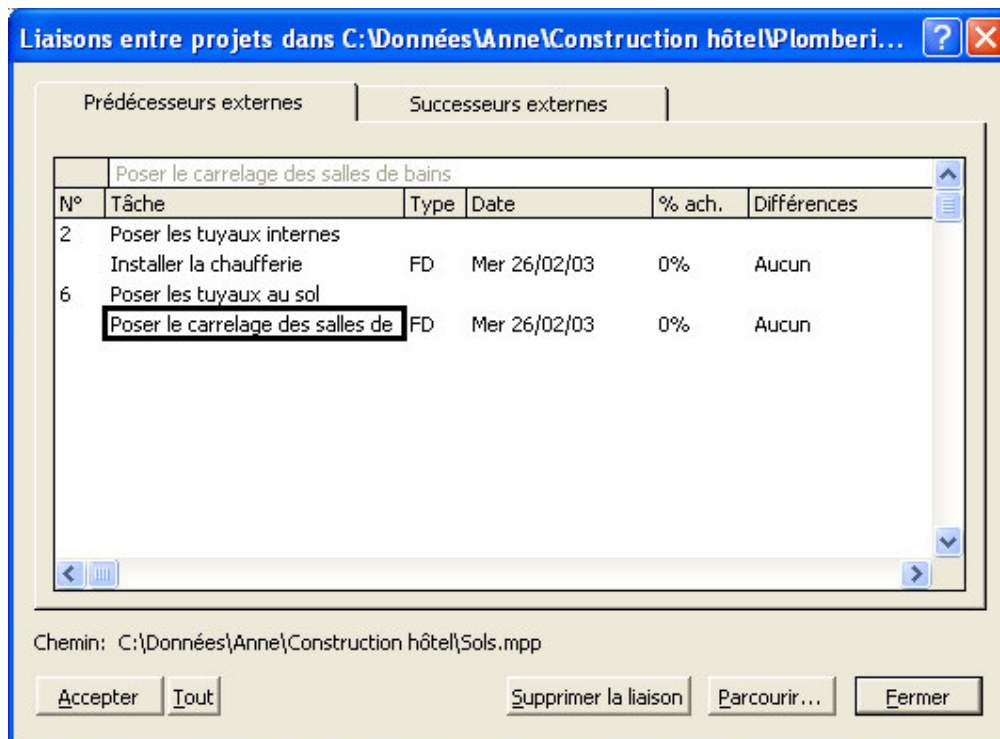 Liaisons entre projets dans C:\Données\Anne\Construction hôtel\Plomberi...
Prédécesseurs externes Successeurs externes
Poser le carrelage des salles de bains
N° Tâche Type Date % ach. Différences
2 Poser les tuyaux internes
Installer la chaufferie FD Mer 26/02/03 0% Aucun
6 Poser les tuyaux au sol
Poser le carrelage des salles de FD Mer 26/02/03 0% Aucun
Chemin: C:\Données\Anne\Construction hôtel\Sols.mpp
Accepter Tout Supprimer la liaison Parcourir... Fermer